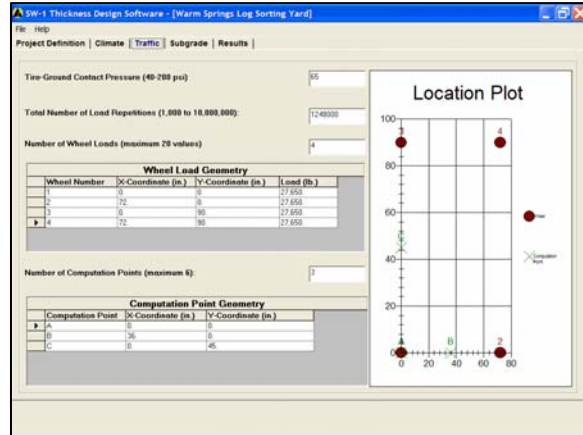 SW-1 Thickness Design Software - [Warm Springs Log Sorting Yard]
File Help
Project Definition | Climate | Traffic | Subgrade | Results |
Tire-Ground Contact Pressure (40-200 psi) 65
Total Number of Load Repetitions (1,000 to 10,000,000): 1248000
Number of Wheel Loads (maximum 20 values) 4
Wheel Load Geometry
Wheel Number X-Coordinate (in.) Y-Coordinate (in.) Load (lb.)
1 0. 0. 27,650.
2 72. 0. 27,650.
3 0. 90. 27,650.
4 72. 90. 27,650.
Number of Computation Points (maximum 6): 3
Computation Point Geometry
Computation Point X-Coordinate (in.) Y-Coordinate (in.)
A 0. 0.
B 36. 0.
C 0. 45.
Location Plot
100
80
60
40
20
0
0 20 40 60 80
3 4
C
A B 2
Computation Point